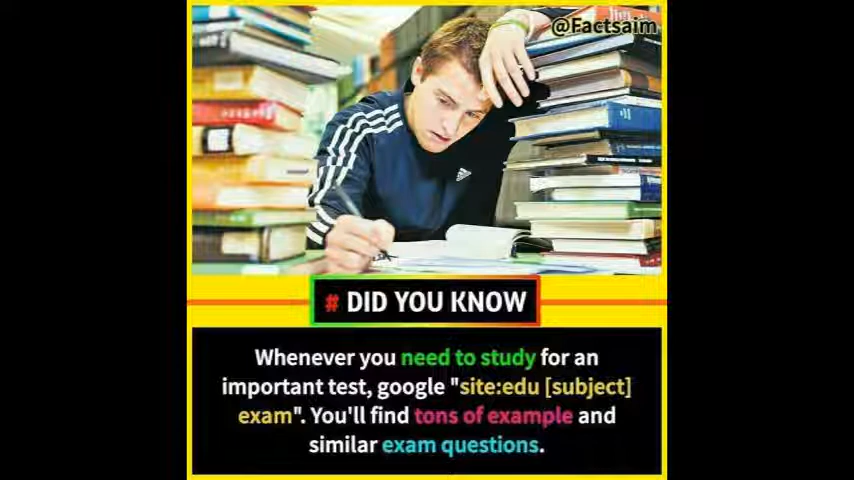 @Factsaim
# DID YOU KNOW
Whenever you need to study for an
important test, google "site:edu [subject]
exam". You'll find tons of example and
similar exam questions.